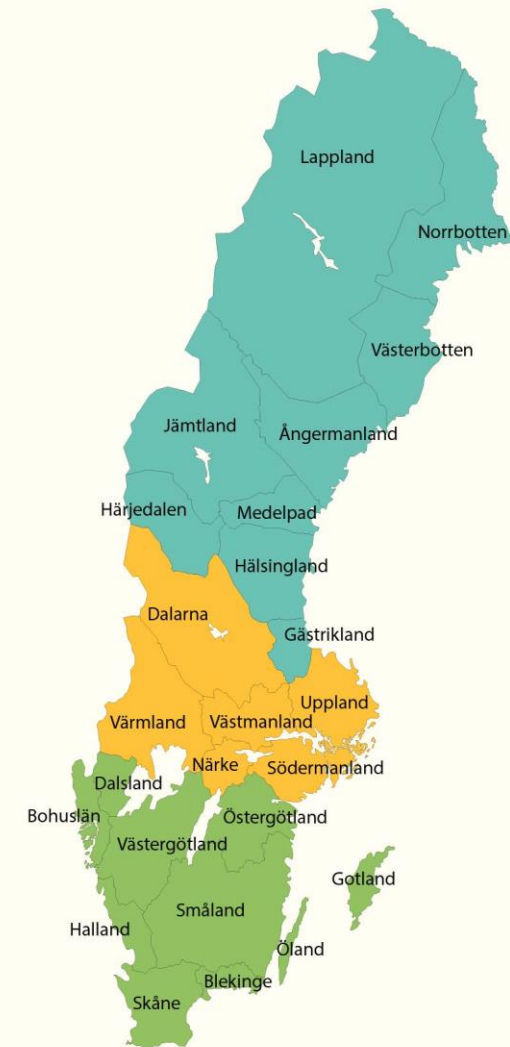 Lappland
Norrbotten
Västerbotten
Jämtland
Ångermanland
Härjedalen
Medelpad
Hälsingland
Dalarna
Gästrikland
Uppland
Värmland
Västmanland
Närke
Södermanland
Dalsland
Bohuslän
Östergötland
Västergötland
Gotland
Småland
Halland
Öland
Blekinge
Skåne